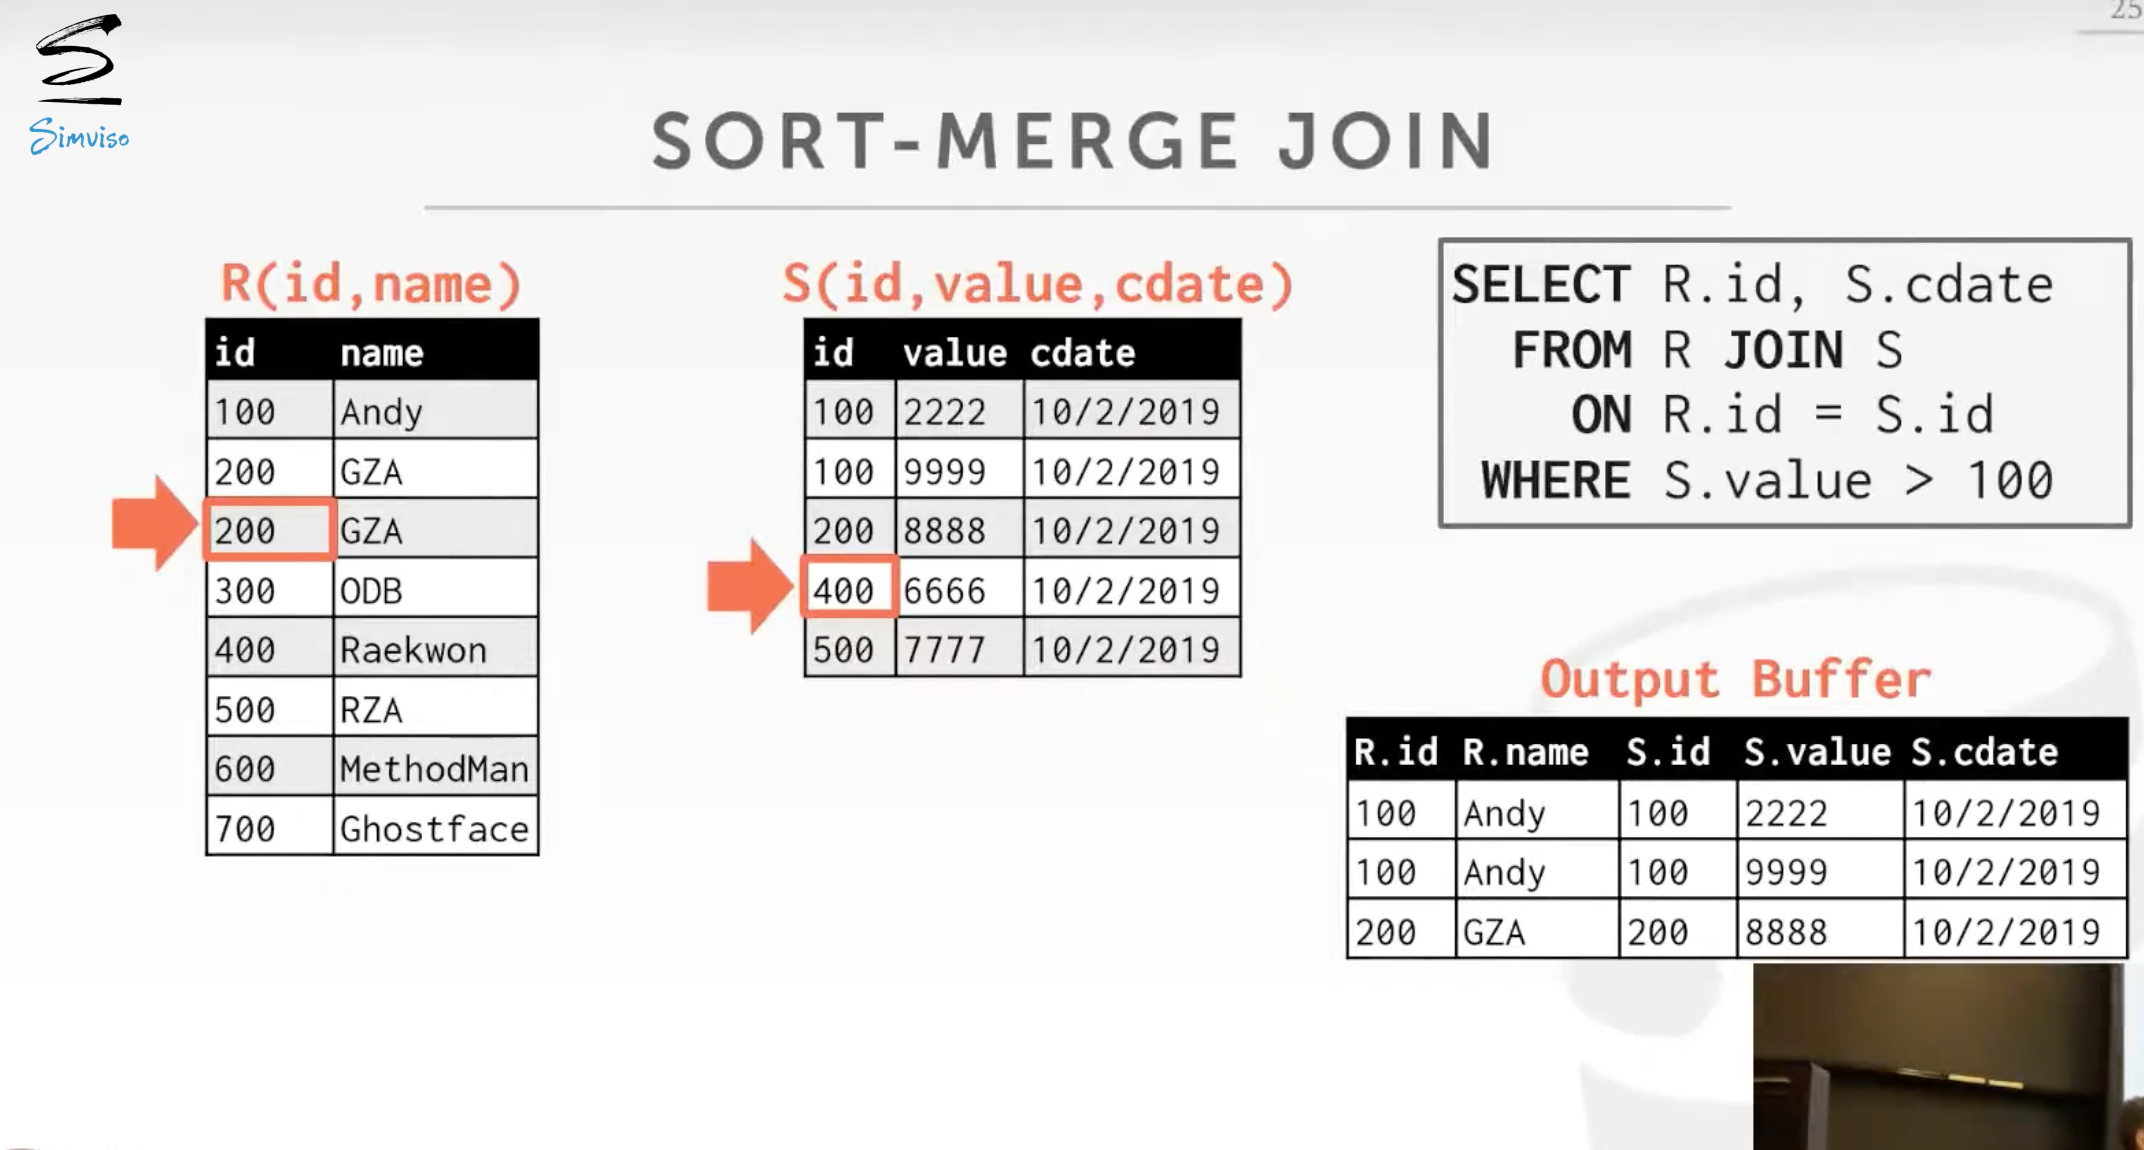 25
Simviso
SORT-MERGE JOIN
R(id,name)
id name
100 Andy
200 GZA
200 GZA
300 ODB
400 Raekwon
500 RZA
600 MethodMan
700 Ghostface
S(id,value,cdate)
id value cdate
100 2222 10/2/2019
100 9999 10/2/2019
200 8888 10/2/2019
400 6666 10/2/2019
500 7777 10/2/2019
SELECT R.id, S.cdate
FROM R JOIN S
ON R.id = S.id
WHERE S.value > 100
Output Buffer
R.id R.name S.id S.value S.cdate
100 Andy 100 2222 10/2/2019
100 Andy 100 9999 10/2/2019
200 GZA 200 8888 10/2/2019